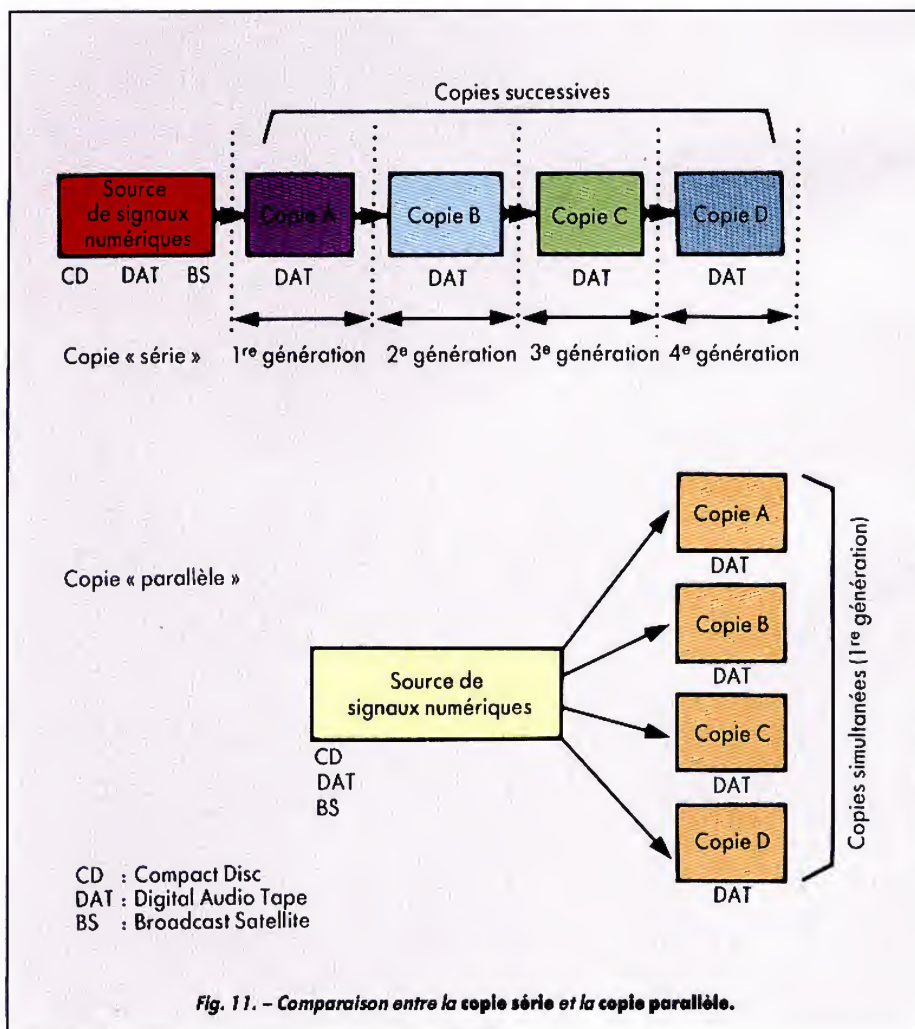 Copies successives
Source
de signaux
numériques
Copie A
Copie B
Copie C
Copie D
CD DAT BS
DAT
DAT
DAT
DAT
Copie « série »
1re génération
2e génération
3e génération
4e génération
Copie « parallèle »
Source de
signaux numériques
CD
DAT
BS
Copie A
DAT
Copie B
DAT
Copie C
DAT
Copie D
DAT
Copies simultanées (1re génération)
CD : Compact Disc
DAT : Digital Audio Tape
BS : Broadcast Satellite
Fig. 11. – Comparaison entre la copie série et la copie parallèle.